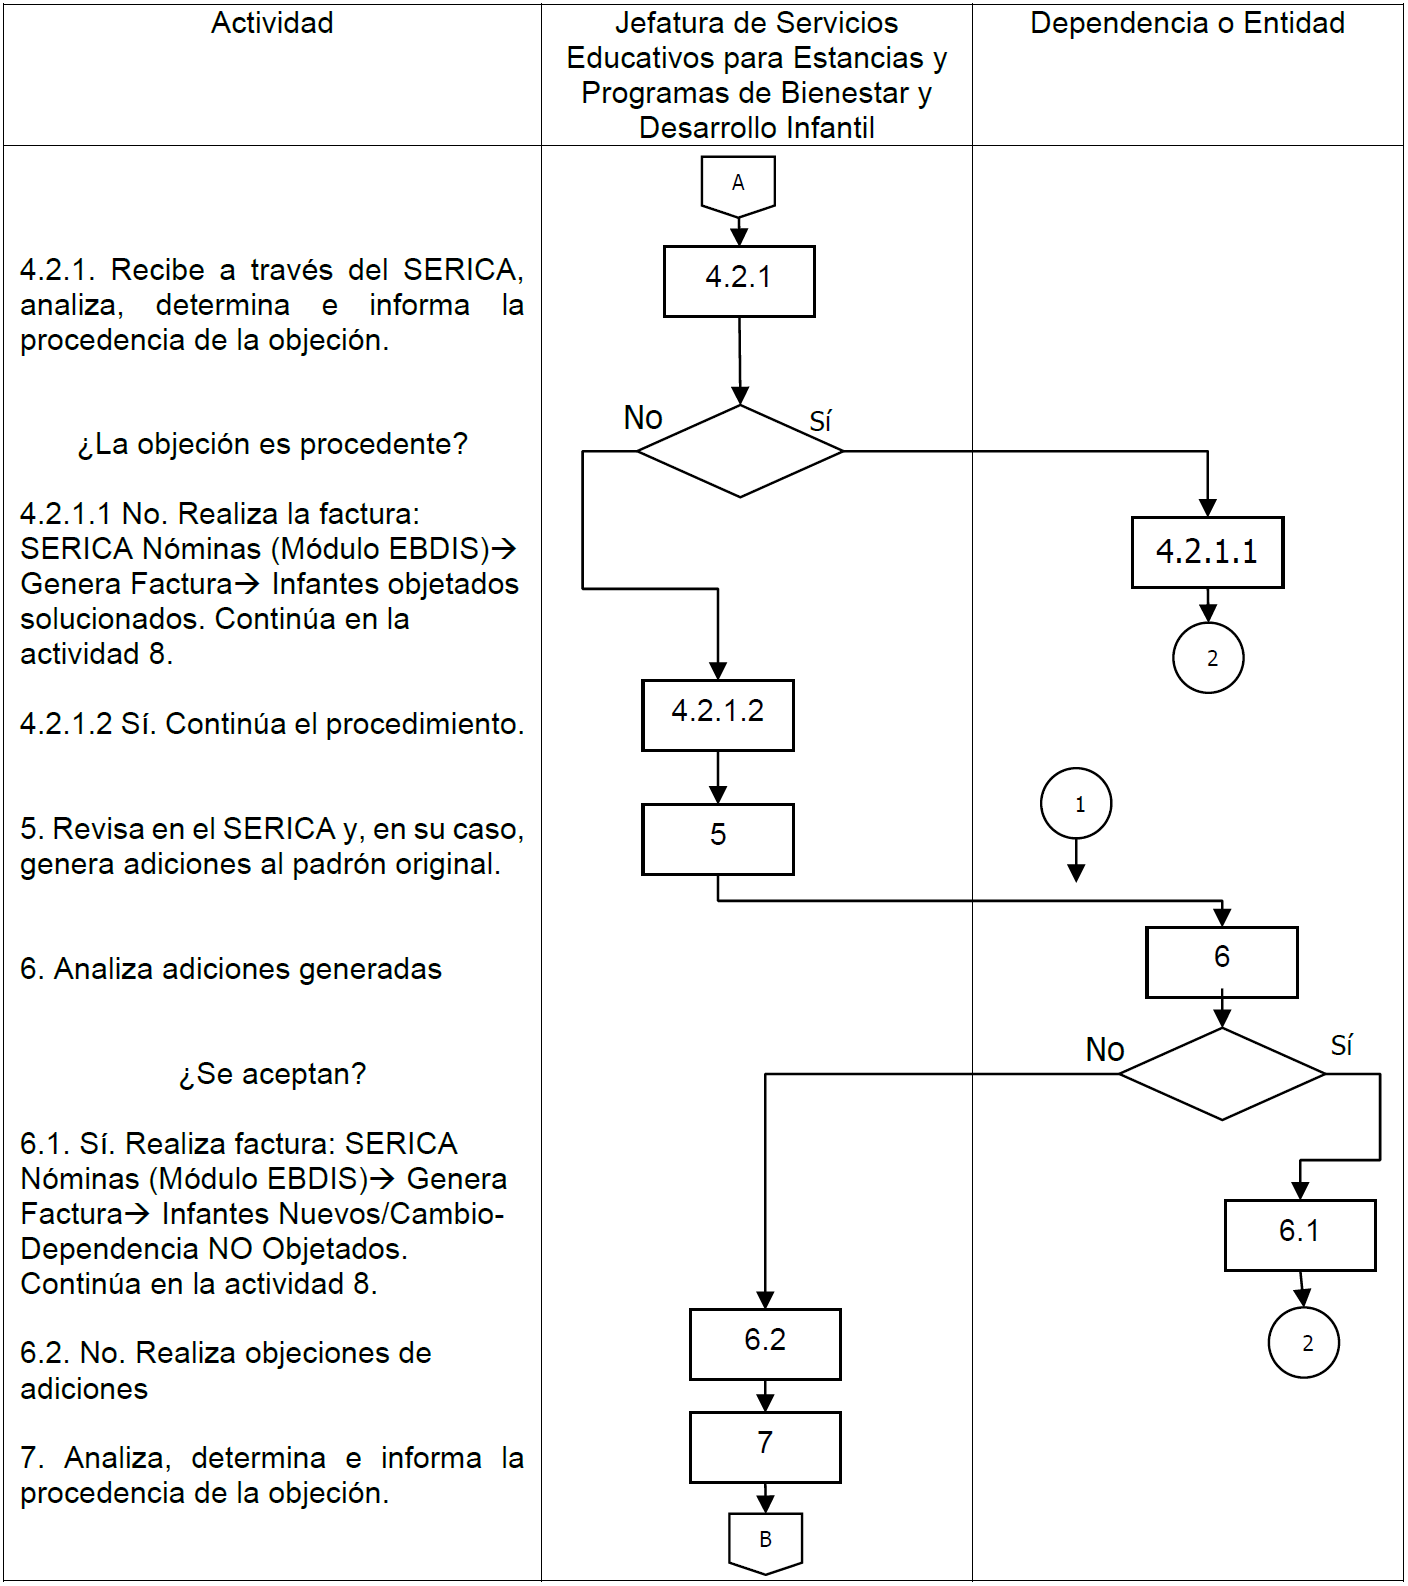 Actividad
Jefatura de Servicios
Educativos para Estancias y
Programas de Bienestar y
Desarrollo Infantil
Dependencia o Entidad
4.2.1. Recibe a través del SERICA,
analiza, determina e informa la
procedencia de la objeción.
¿La objeción es procedente?
4.2.1.1 No. Realiza la factura:
SERICA Nóminas (Módulo EBDIS)→
Genera Factura→ Infantes objetados
solucionados. Continúa en la
actividad 8.
4.2.1.2 Sí. Continúa el procedimiento.
5. Revisa en el SERICA y, en su caso,
genera adiciones al padrón original.
6. Analiza adiciones generadas
¿Se aceptan?
6.1. Sí. Realiza factura: SERICA
Nóminas (Módulo EBDIS)→ Genera
Factura→ Infantes Nuevos/Cambio-
Dependencia NO Objetados.
Continúa en la actividad 8.
6.2. No. Realiza objeciones de
adiciones
7. Analiza, determina e informa la
procedencia de la objeción.
A
4.2.1
No
Sí
4.2.1.1
2
4.2.1.2
1
5
6
No
Sí
6.1
6.2
2
7
B